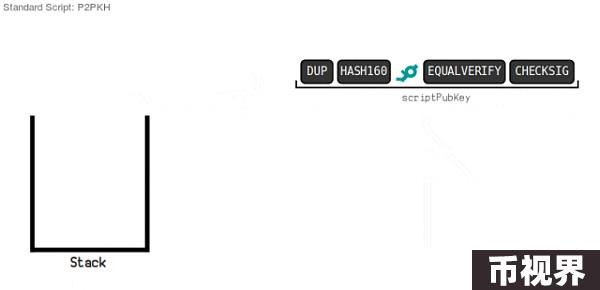 Standard Script: P2PKH
DUP HASH160 EQUALVERIFY CHECKSIG
scriptPubKey
Stack
币视界